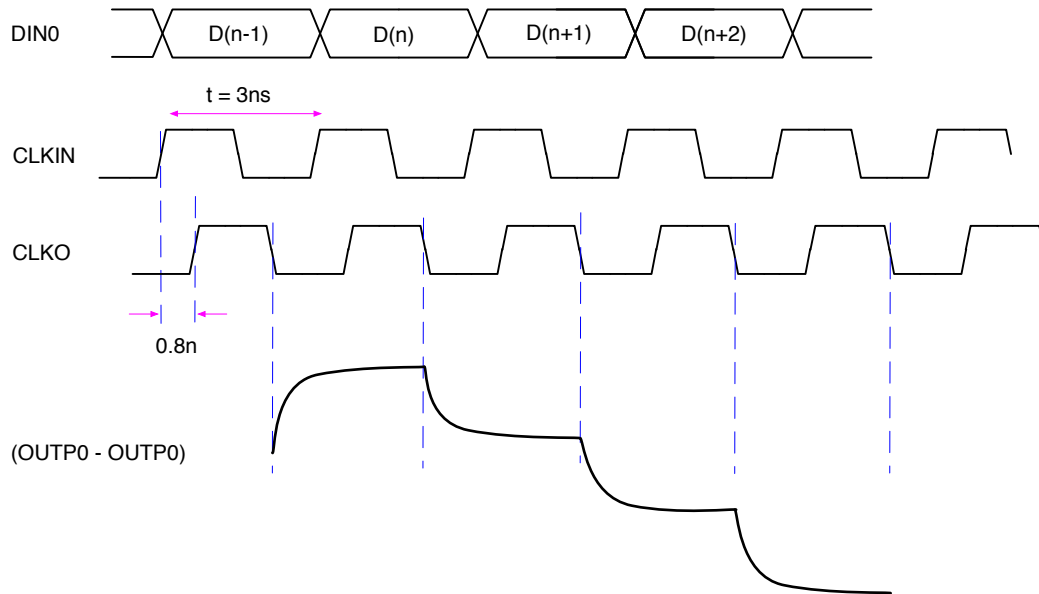 DIN0 D(n-1) D(n) D(n+1) D(n+2)
t = 3ns
CLKIN
CLKO
0.8n
(OUTP0 - OUTP0)